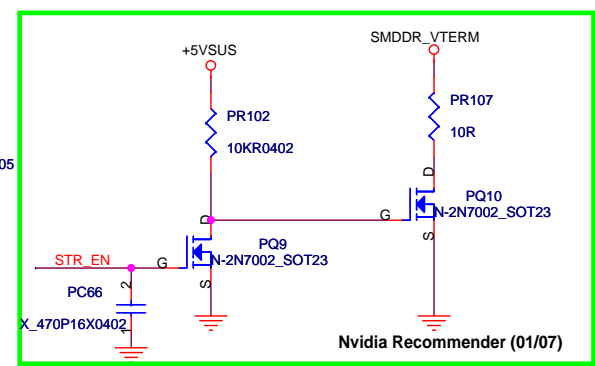 SMDDR_VTERM
+5VSUS
PR102
10KR0402
PR107
10R
05
D
PQ10
N-2N7002_SOT23
G
S
D
PQ9
N-2N7002_SOT23
G
S
STR_EN
PC66
2
X_470P16X0402
1
Nvidia Recommender (01/07)